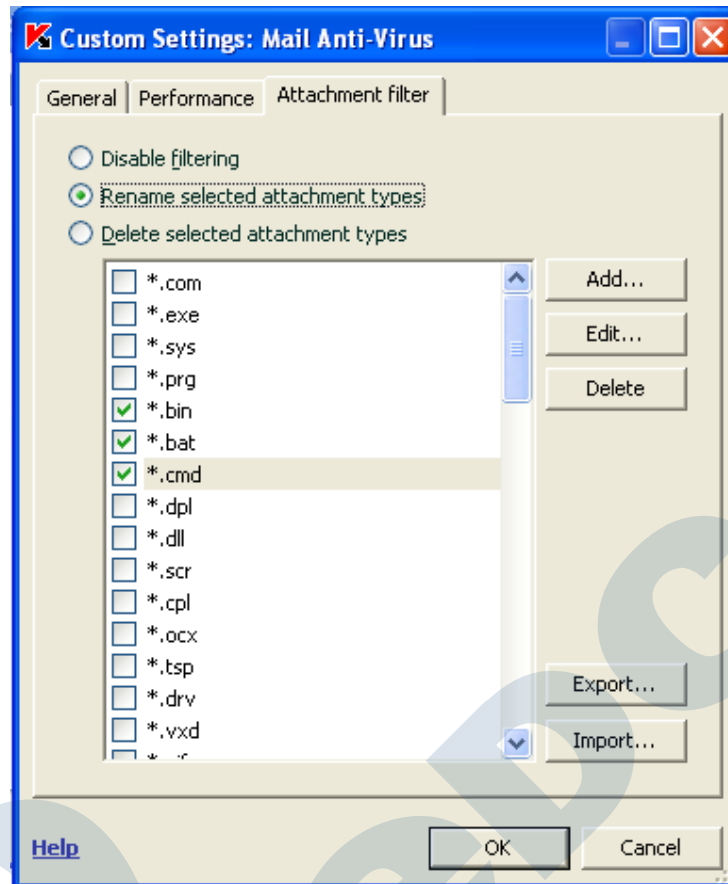 Custom Settings: Mail Anti-Virus
General
Performance
Attachment filter
Disable filtering
Rename selected attachment types
Delete selected attachment types
*.com
*.exe
*.sys
*.prg
*.bin
*.bat
*.cmd
*.dpl
*.dll
*.scr
*.cpl
*.ocx
*.tsp
*.drv
*.vxd
Add...
Edit...
Delete
Export...
Import...
Help
OK
Cancel